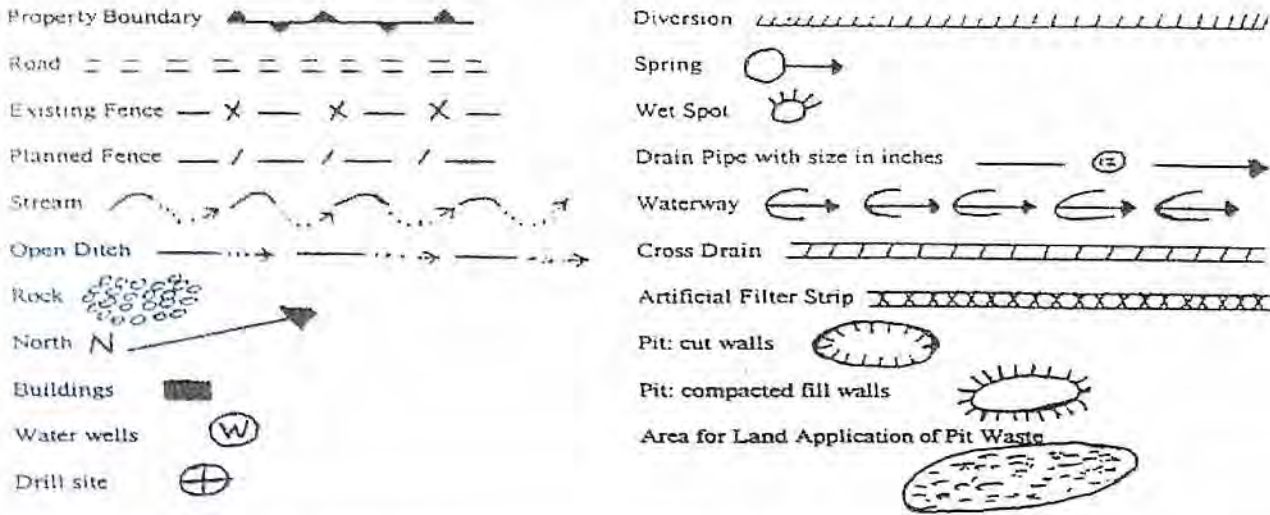 Property Boundary
Road
Existing Fence
Planned Fence
Stream
Open Ditch
Rock
North N
Buildings
Water wells W
Drill site
Diversion
Spring
Wet Spot
Drain Pipe with size in inches 12
Waterway
Cross Drain
Artificial Filter Strip
Pit: cut walls
Pit: compacted fill walls
Area for Land Application of Pit Waste